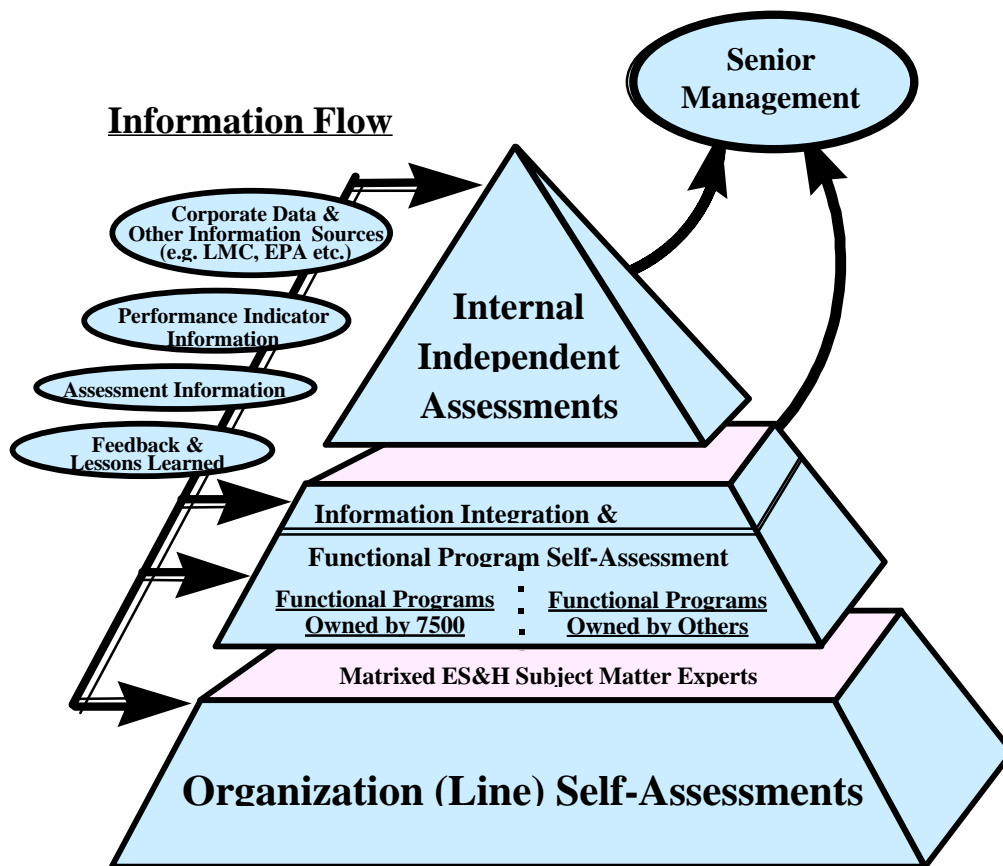 Senior
Management
Information Flow
Corporate Data &
Other Information Sources
(e.g. LMC, EPA etc.)
Performance Indicator
Information
Assessment Information
Feedback &
Lessons Learned
Internal
Independent
Assessments
Information Integration &
Functional Program Self-Assessment
Functional Programs
Owned by 7500
Functional Programs
Owned by Others
Matrixed ES&H Subject Matter Experts
Organization (Line) Self-Assessments